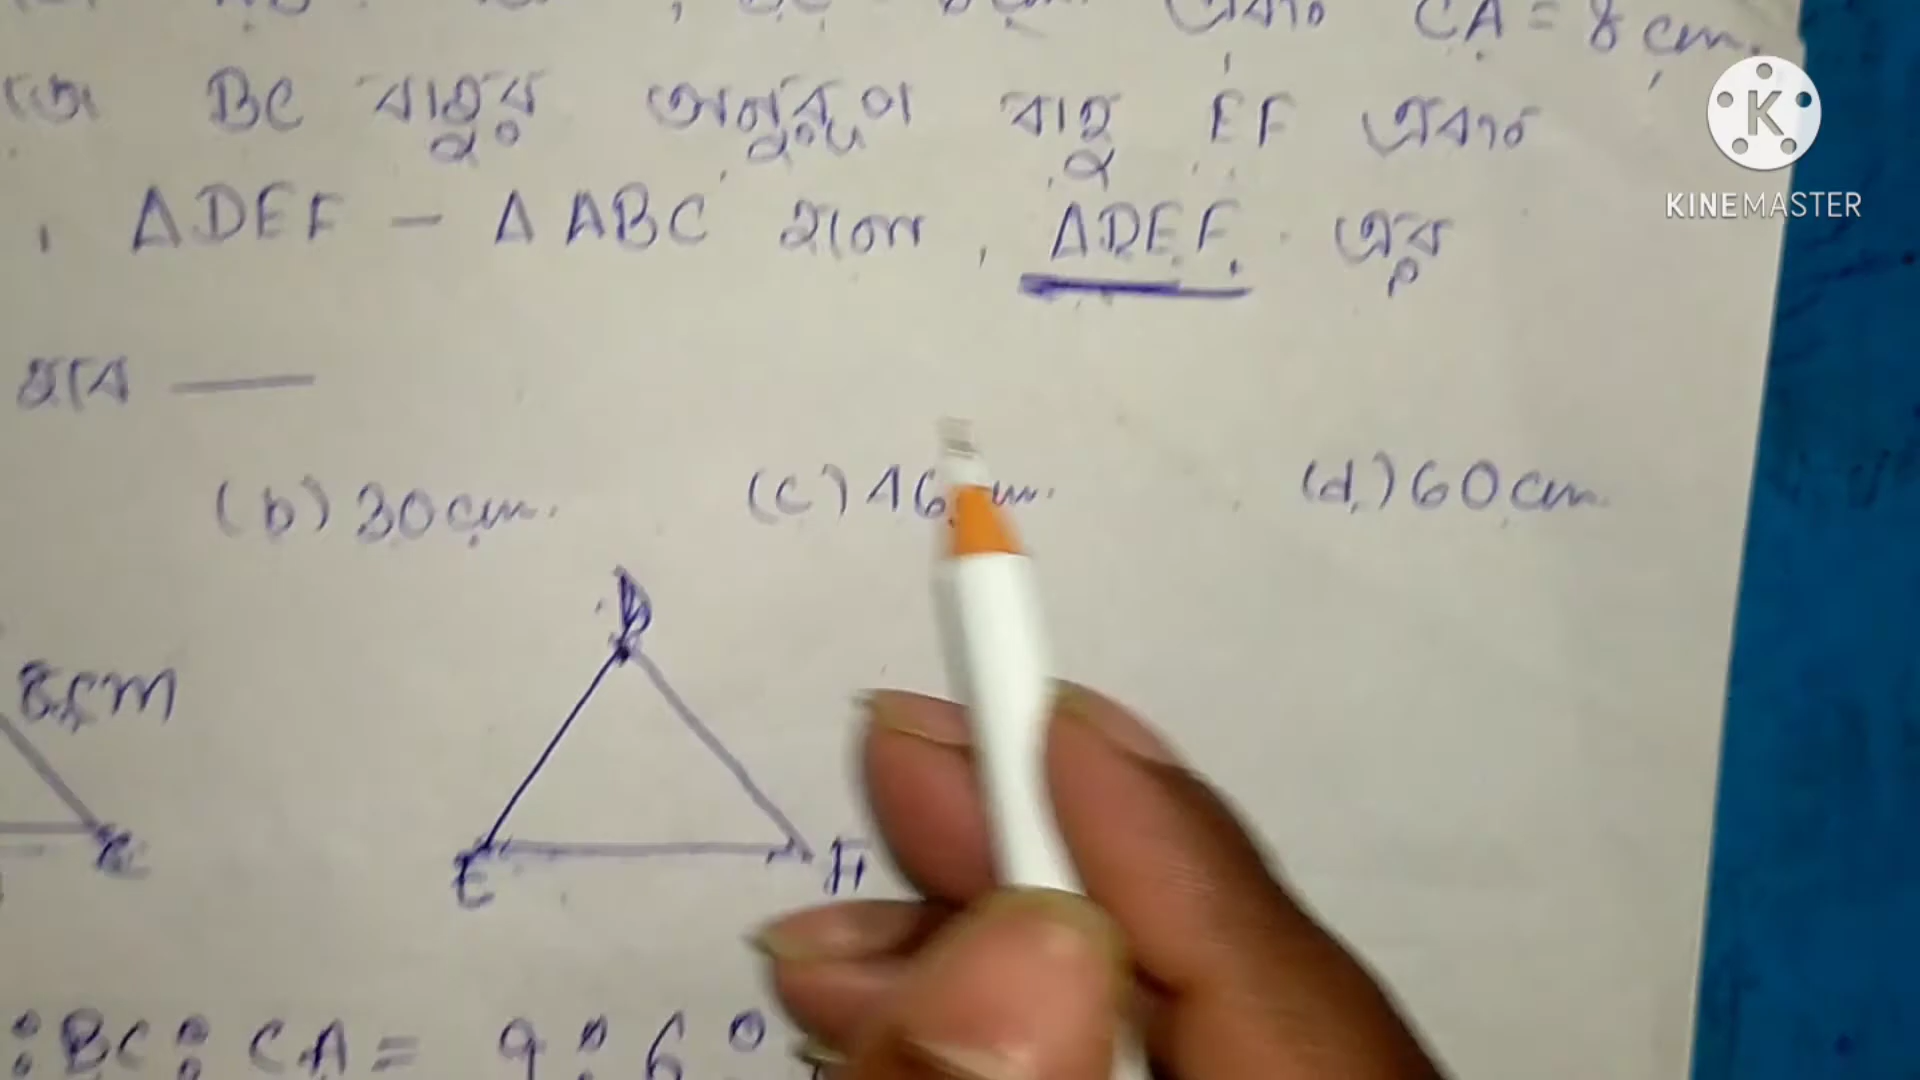 CA = 8 cm.
BC বাহুর অনুরূপ বাহু EF এবং
, ΔDEF – ΔABC হলে, ΔDEF এর
হবে —
(b) 30 cm. (c) 46 cm. (d) 60 cm.
D
8 cm
C E F
: BC : CA = 9 : 6 :
K
KINEMASTER